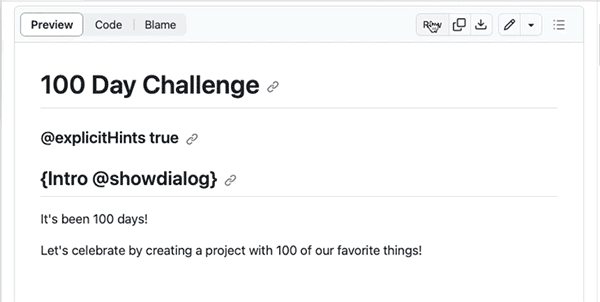 Preview Code Blame Raw
100 Day Challenge
@explicitHints true
{Intro @showdialog}
It's been 100 days!
Let's celebrate by creating a project with 100 of our favorite things!